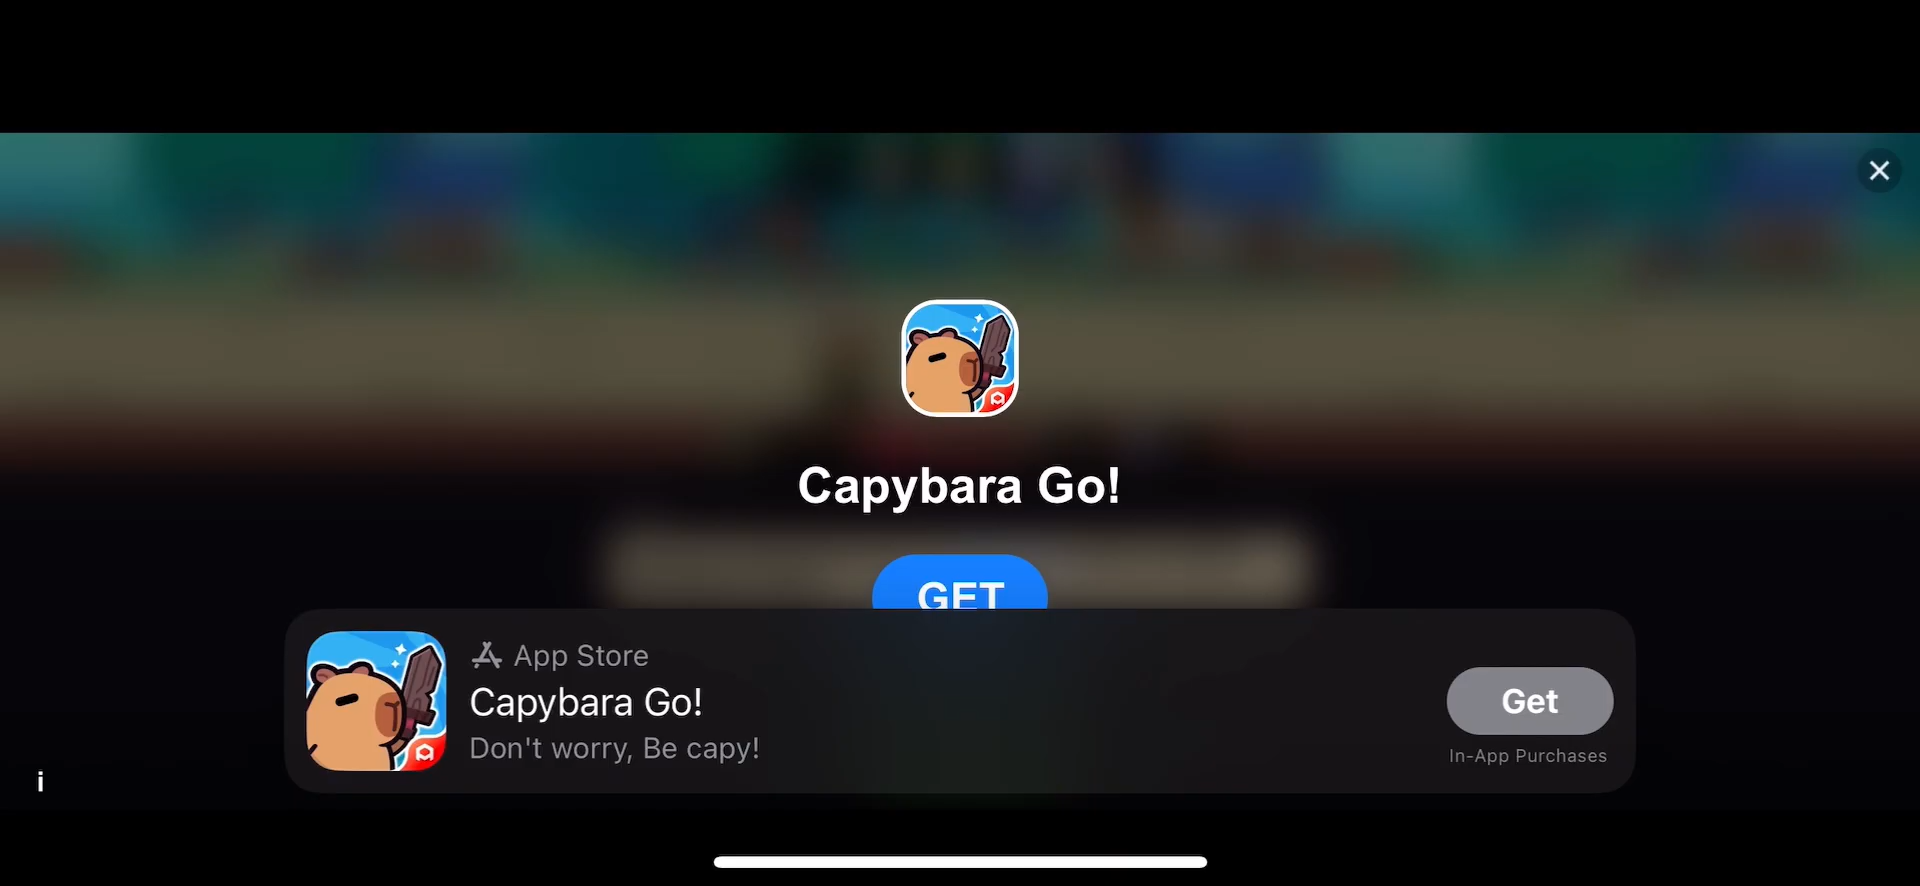 Capybara Go!
GET
App Store
Capybara Go!
Don't worry, Be capy!
Get
In-App Purchases
i